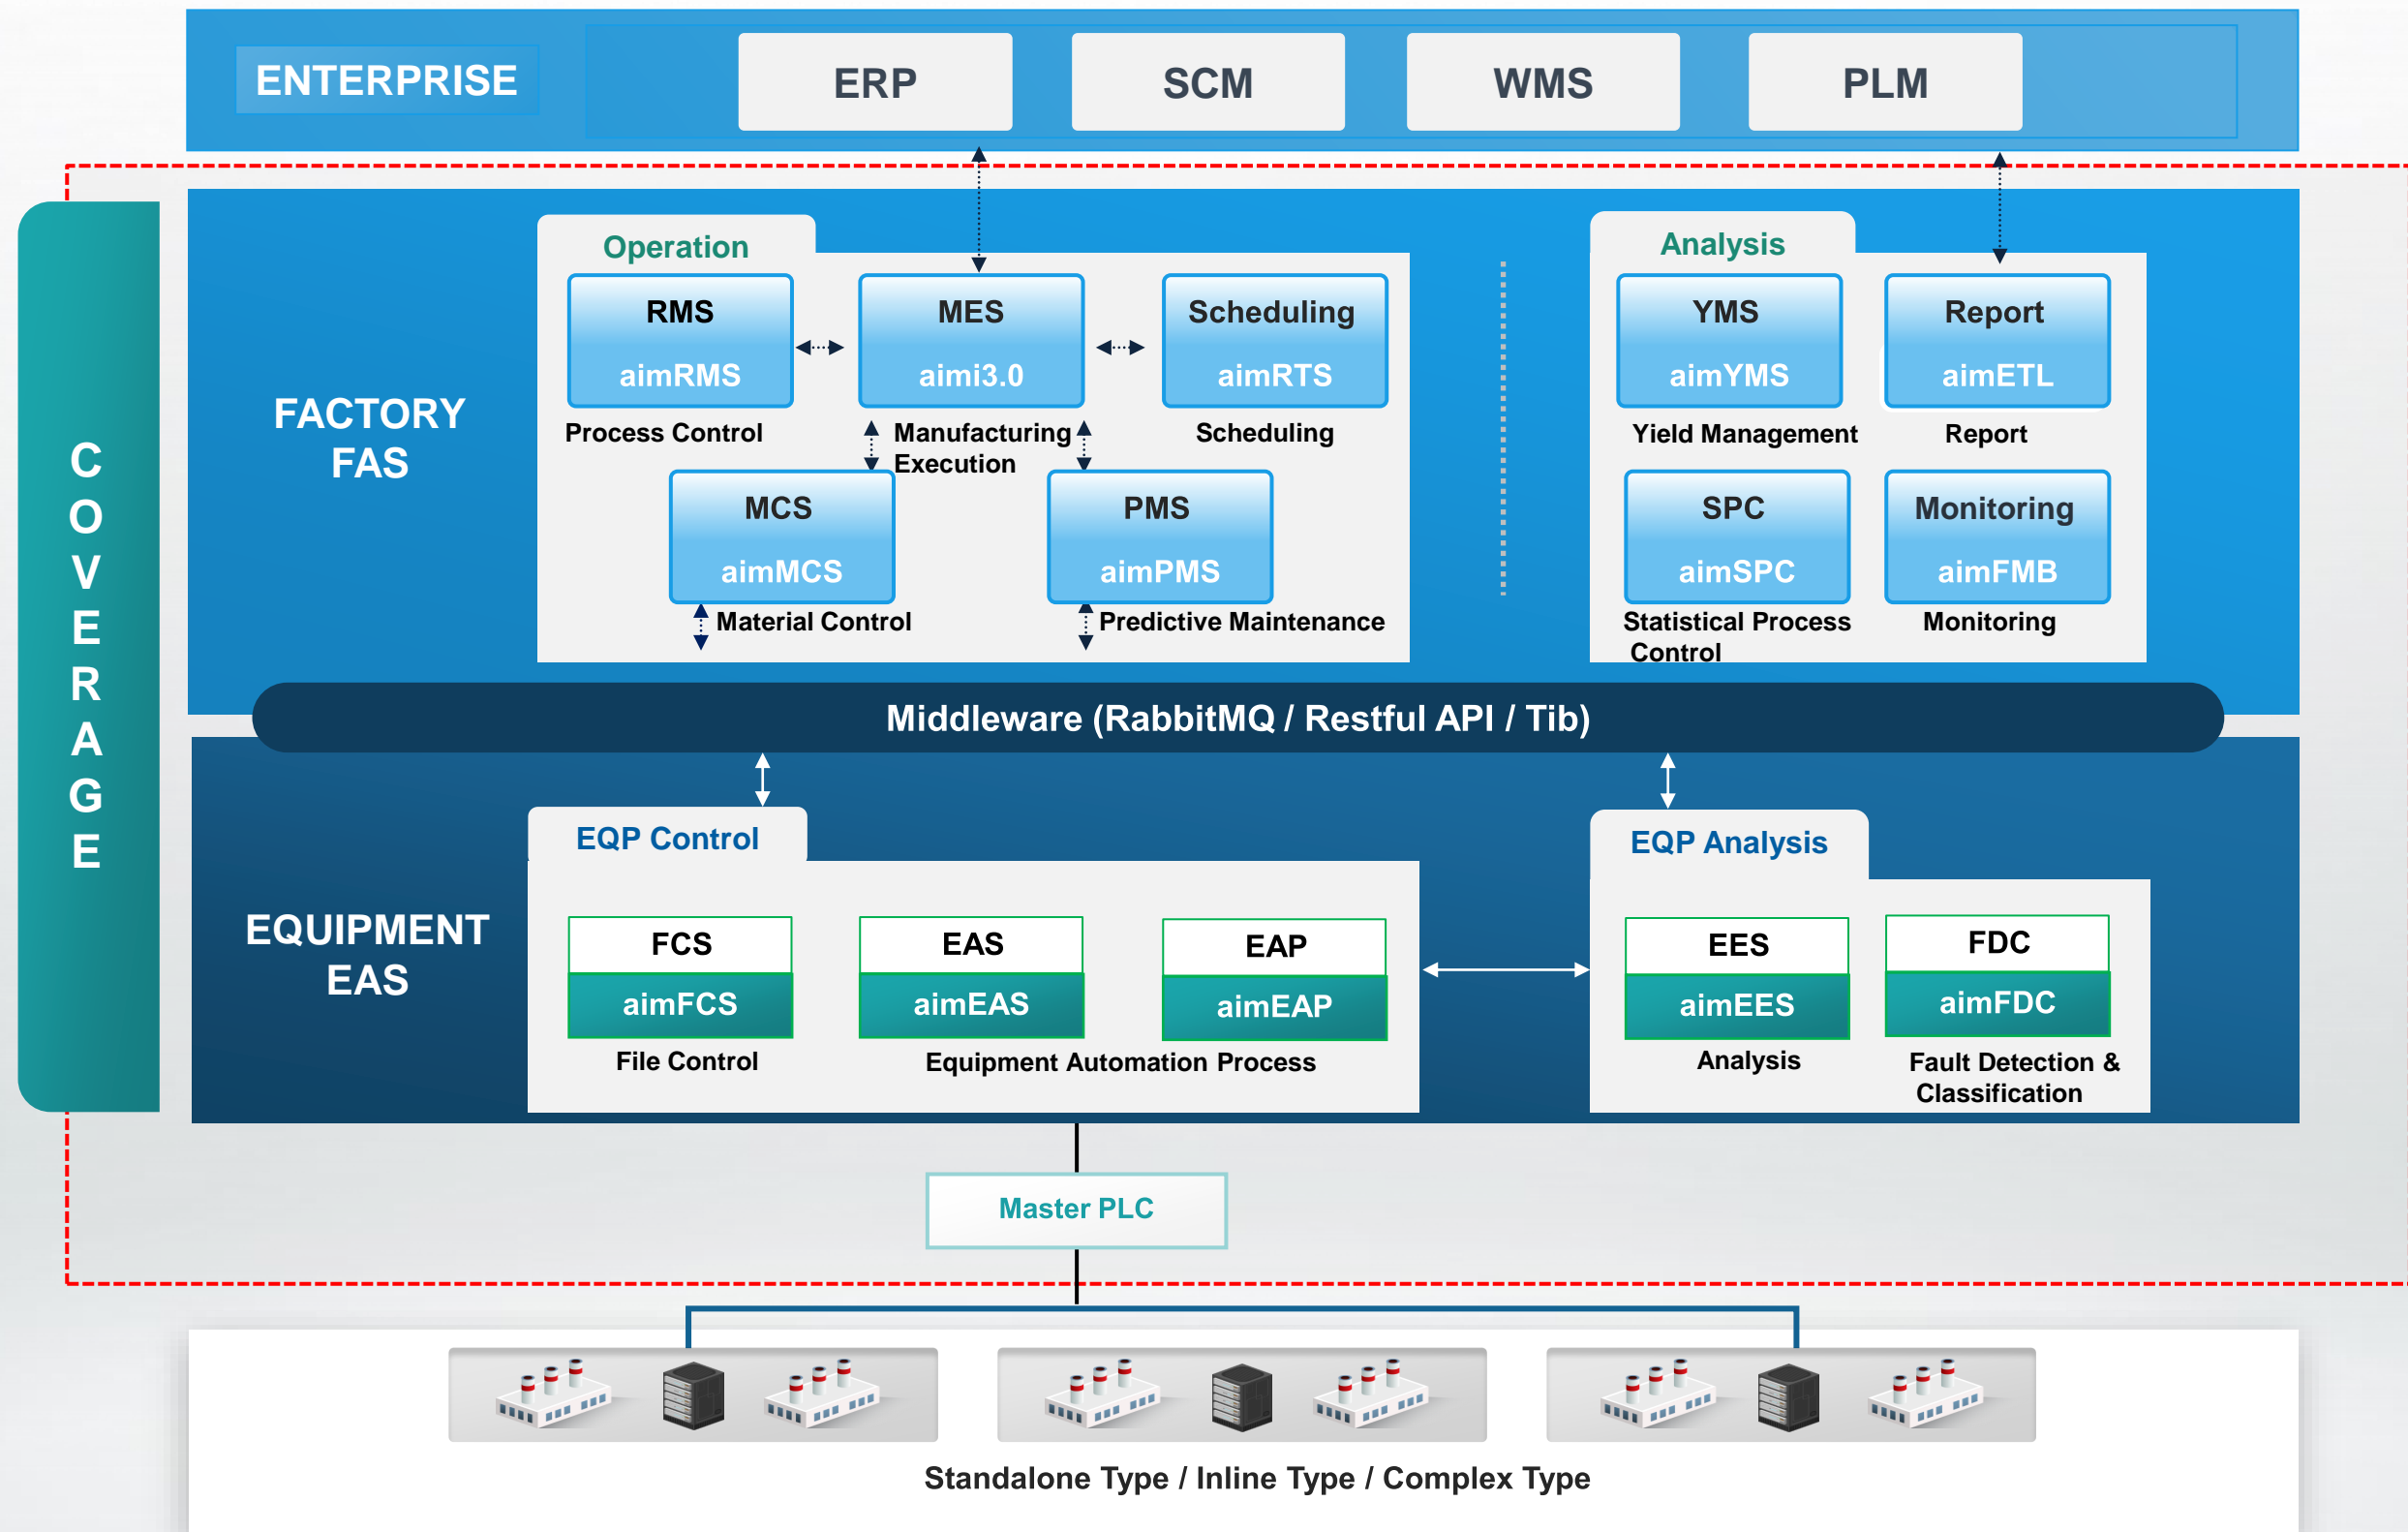 ENTERPRISE
ERP
SCM
WMS
PLM
COVERAGE
FACTORY
FAS
Operation
RMS
aimRMS
Process Control
MES
aimi3.0
Manufacturing
Execution
Scheduling
aimRTS
Scheduling
MCS
aimMCS
Material Control
PMS
aimPMS
Predictive Maintenance
Analysis
YMS
aimYMS
Yield Management
Report
aimETL
Report
SPC
aimSPC
Statistical Process
Control
Monitoring
aimFMB
Monitoring
Middleware (RabbitMQ / Restful API / Tib)
EQUIPMENT
EAS
EQP Control
FCS
aimFCS
File Control
EAS
aimEAS
EAP
aimEAP
Equipment Automation Process
EQP Analysis
EES
aimEES
Analysis
FDC
aimFDC
Fault Detection &
Classification
Master PLC
Standalone Type / Inline Type / Complex Type